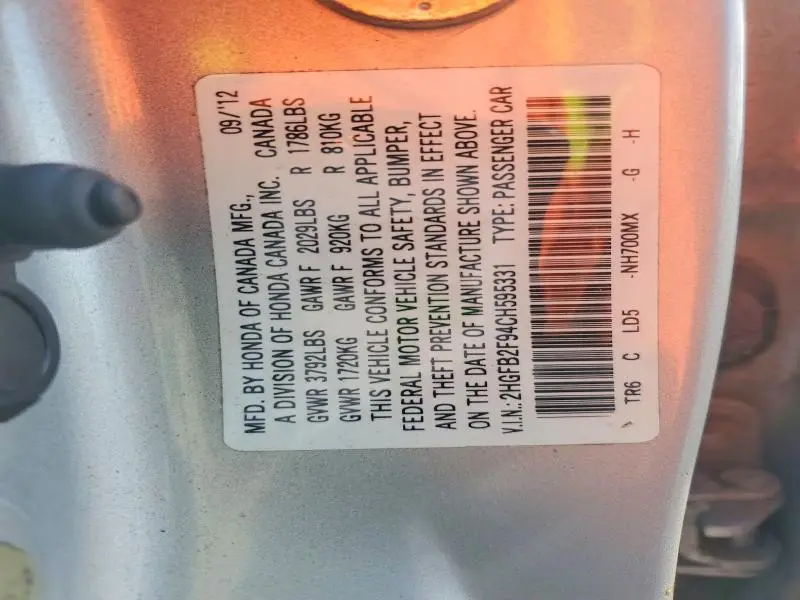 MFD. BY HONDA OF CANADA MFG., 09/12
A DIVISION OF HONDA CANADA INC. CANADA
GVWR 3792LBS GAWR F 2029LBS R 1786LBS
GVWR 1720KG GAWR F 920KG R 810KG
THIS VEHICLE CONFORMS TO ALL APPLICABLE
FEDERAL MOTOR VEHICLE SAFETY, BUMPER,
AND THEFT PREVENTION STANDARDS IN EFFECT
ON THE DATE OF MANUFACTURE SHOWN ABOVE.
V.I.N.:2HGFB2F94CH595331 TYPE: PASSENGER CAR
TR6 C LD5 -NH700MX -G -H